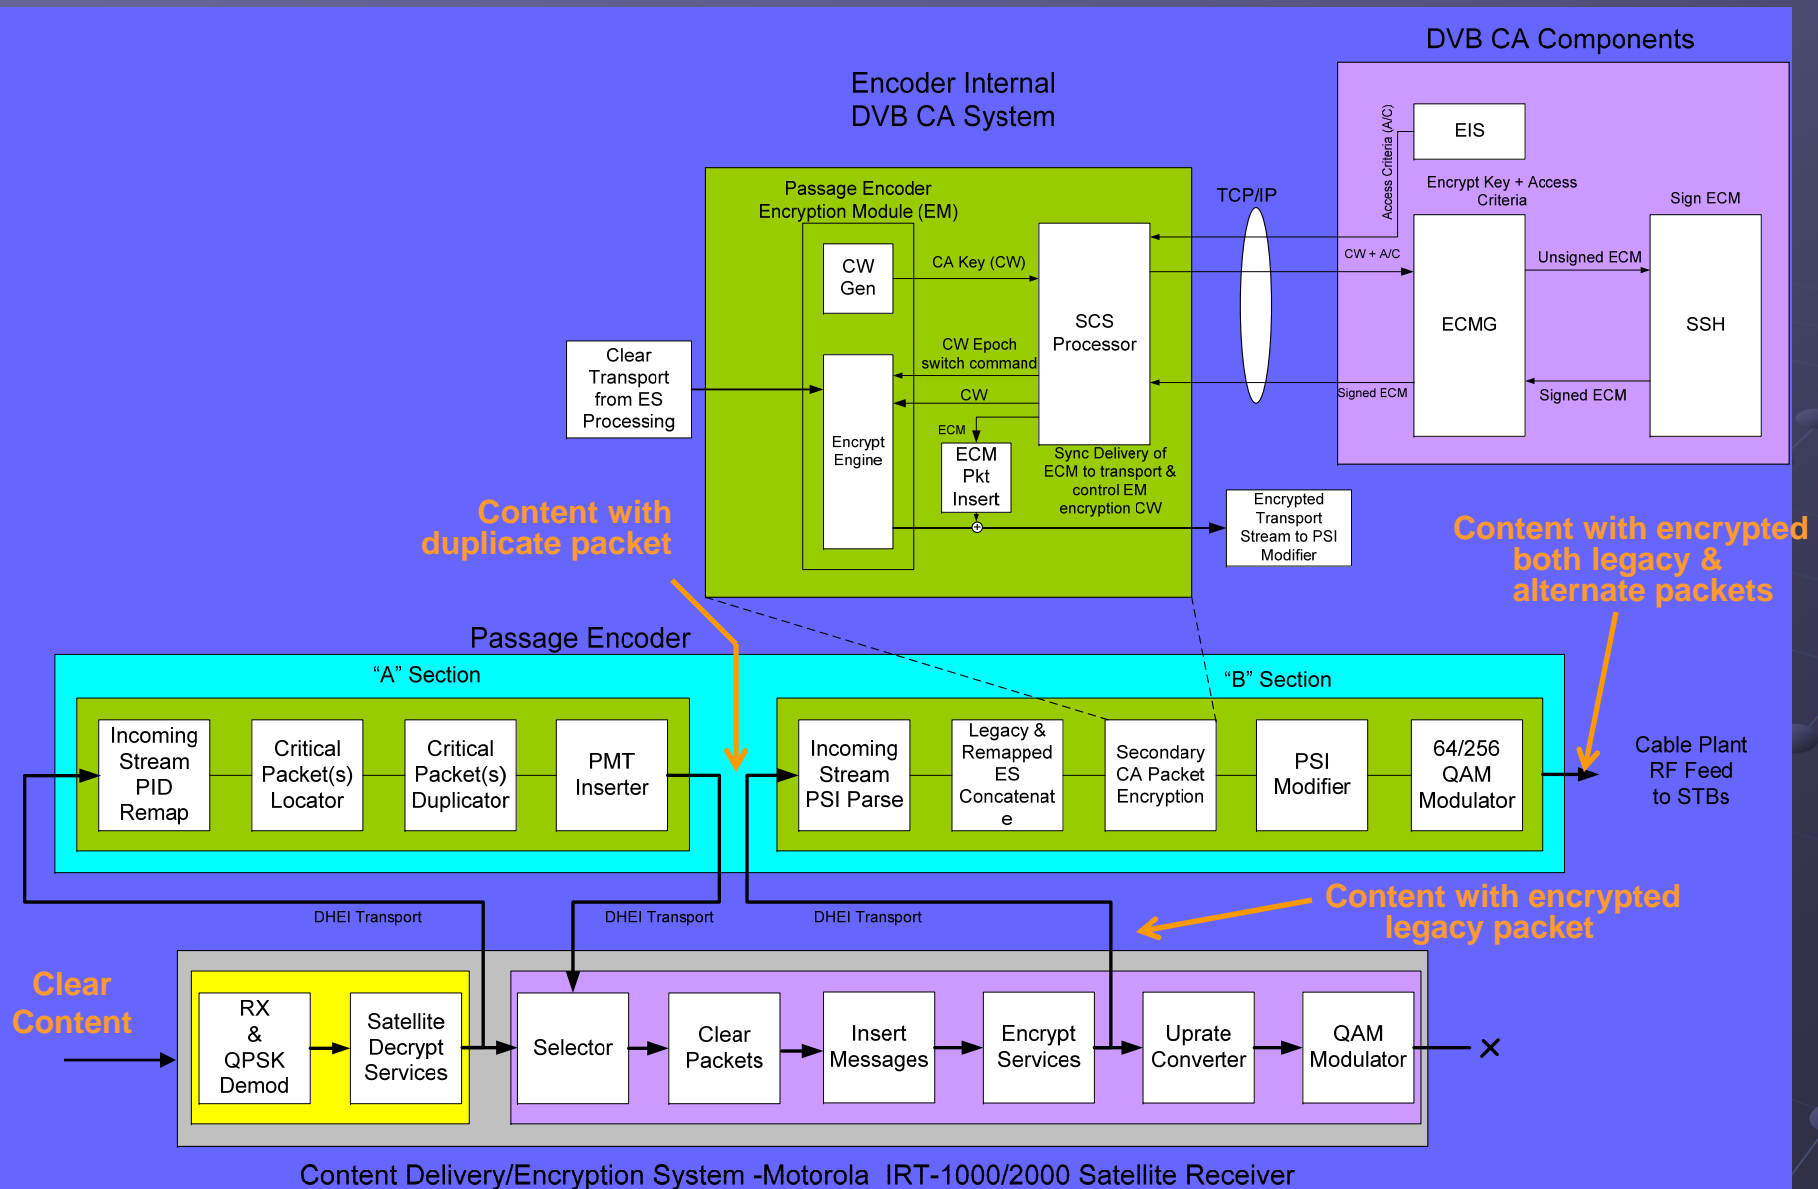 DVB CA Components
Encoder Internal
DVB CA System
EIS
Access Criteria (A/C)
Encrypt Key + Access
Criteria
Sign ECM
TCP/IP
Passage Encoder
Encryption Module (EM)
CW
Gen
CA Key (CW)
SCS
Processor
CW + A/C
ECMG
Unsigned ECM
SSH
Signed ECM
Signed ECM
Clear
Transport
from ES
Processing
CW Epoch
switch command
CW
Encrypt
Engine
ECM
ECM
Pkt
Insert
Sync Delivery of
ECM to transport &
control EM
encryption CW
Encrypted
Transport
Stream to PSI
Modifier
Content with
duplicate packet
Content with encrypted
both legacy &
alternate packets
Passage Encoder
“A” Section
“B” Section
Incoming
Stream
PID
Remap
Critical
Packet(s)
Locator
Critical
Packet(s)
Duplicator
PMT
Inserter
Incoming
Stream
PSI Parse
Legacy &
Remapped
ES
Concatenat
e
Secondary
CA Packet
Encryption
PSI
Modifier
64/256
QAM
Modulator
Cable Plant
RF Feed
to STBs
DHEI Transport
DHEI Transport
DHEI Transport
Content with encrypted
legacy packet
Clear
Content
RX
&
QPSK
Demod
Satellite
Decrypt
Services
Selector
Clear
Packets
Insert
Messages
Encrypt
Services
Uprate
Converter
QAM
Modulator
Content Delivery/Encryption System -Motorola IRT-1000/2000 Satellite Receiver